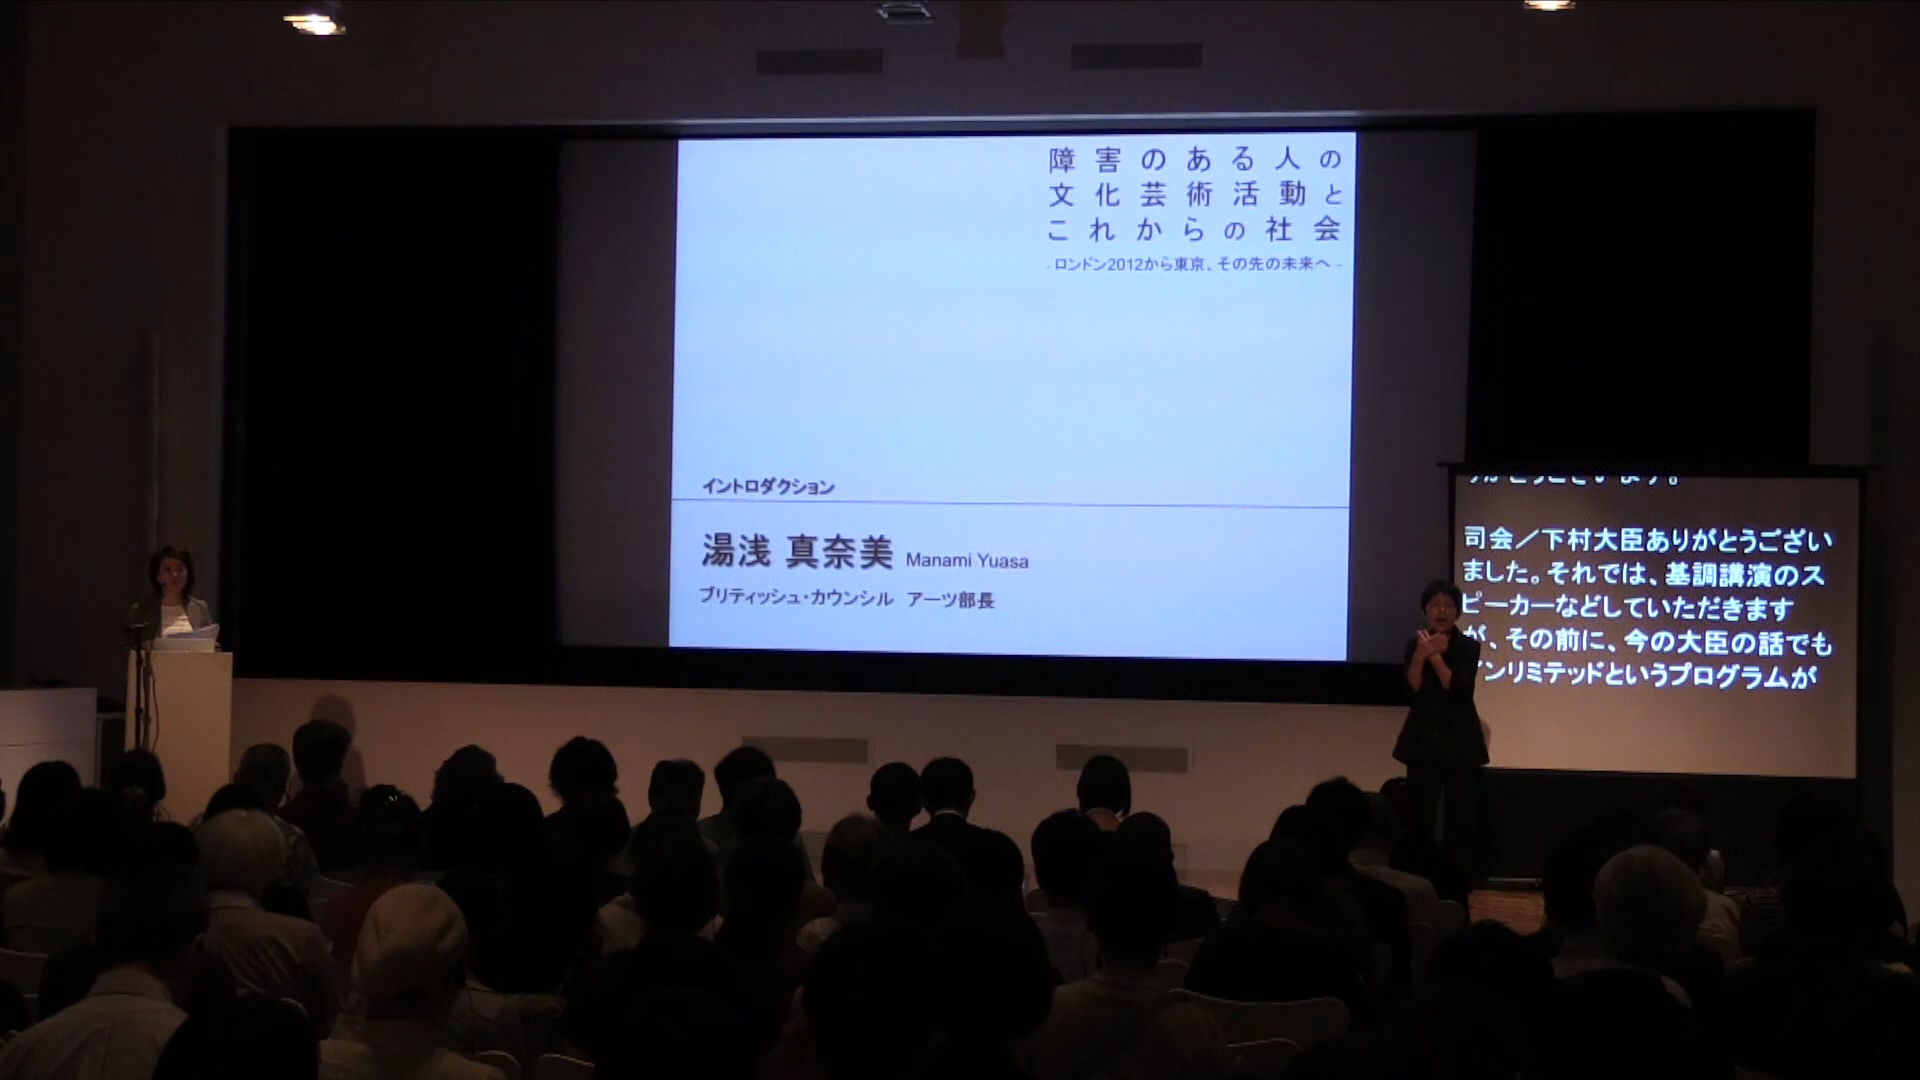 障害のある人の
文化芸術活動と
これからの社会
-ロンドン2012から東京、その先の未来へ-
イントロダクション
湯浅 真奈美 Manami Yuasa
ブリティッシュ・カウンシル アーツ部長
司会／下村大臣ありがとうござい
ました。それでは、基調講演のス
ピーカーなどしていただきます
が、その前に、今の大臣の話でも
ンリミテッドというプログラムが